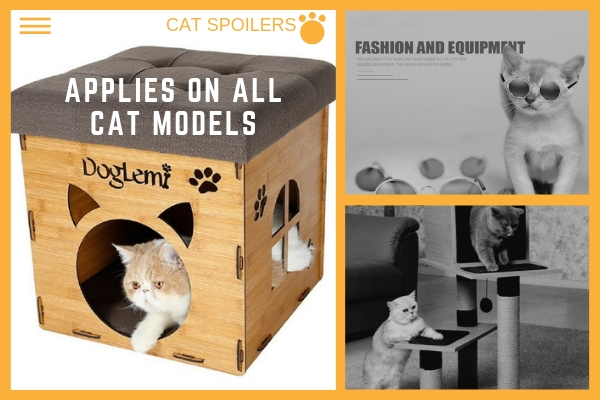 CAT SPOILERS
APPLIES ON ALL
CAT MODELS
DogLemi
FASHION AND EQUIPMENT